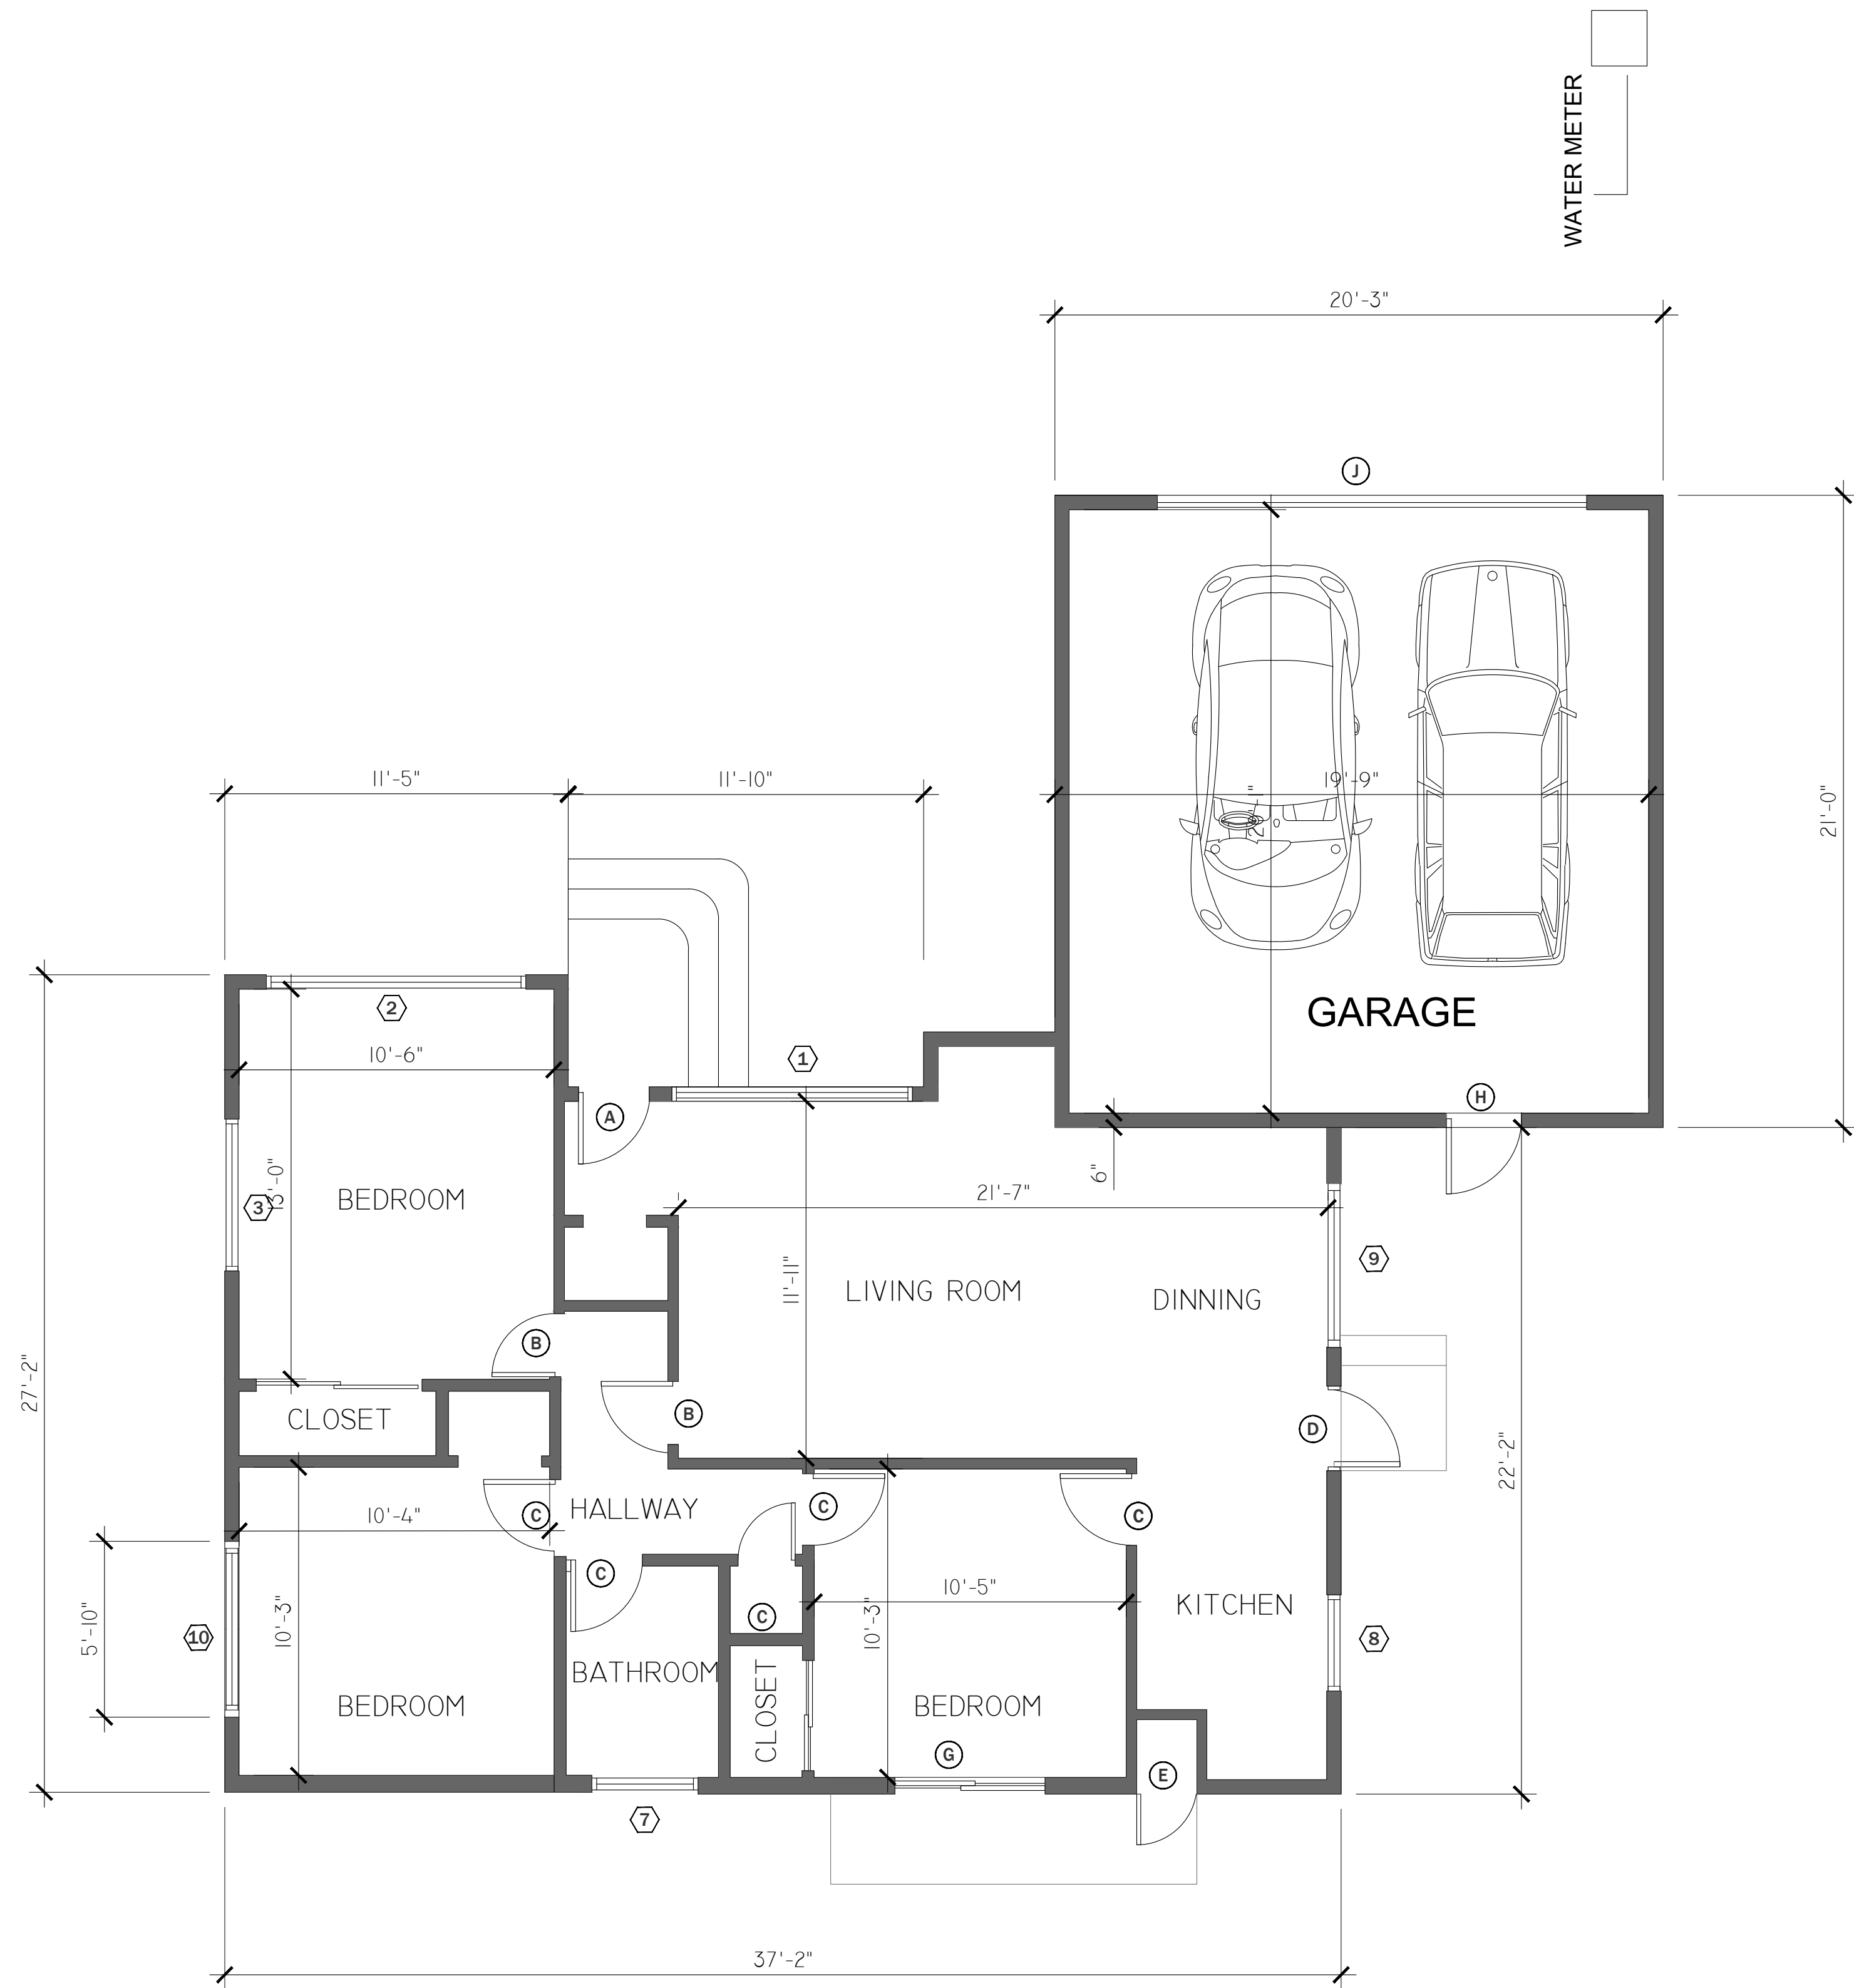 WATER METER
20'-3"
J
11'-5"
11'-10"
19'-9"
21'-0"
2
10'-6"
1
GARAGE
A
H
3
BEDROOM
6"
21'-7"
9
11'-11"
LIVING ROOM
DINNING
B
27'-2"
CLOSET
B
D
22'-2"
10'-4"
C
HALLWAY
C
C
C
5'-10"
10
10'-3"
C
10'-3"
10'-5"
KITCHEN
8
BEDROOM
BATHROOM
CLOSET
BEDROOM
G
E
7
37'-2"